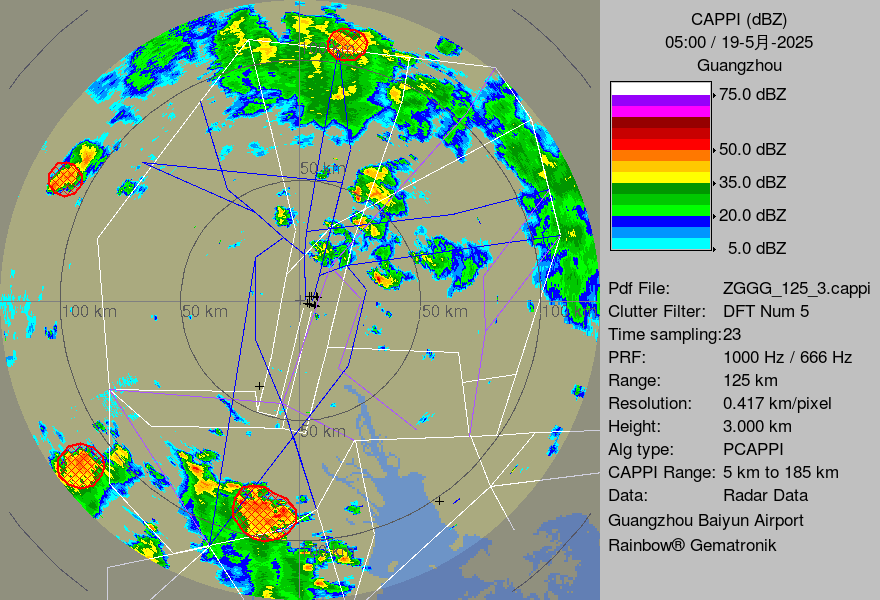 CAPPI (dBZ)
05:00 / 19-5月-2025
Guangzhou
75.0 dBZ
50.0 dBZ
35.0 dBZ
20.0 dBZ
5.0 dBZ
Pdf File: ZGGG_125_3.cappi
Clutter Filter: DFT Num 5
Time sampling:23
PRF: 1000 Hz / 666 Hz
Range: 125 km
Resolution: 0.417 km/pixel
Height: 3.000 km
Alg type: PCAPPI
CAPPI Range: 5 km to 185 km
Data: Radar Data
Guangzhou Baiyun Airport
Rainbow® Gematronik
50 km
100 km 50 km 50 km 100 km
50 km